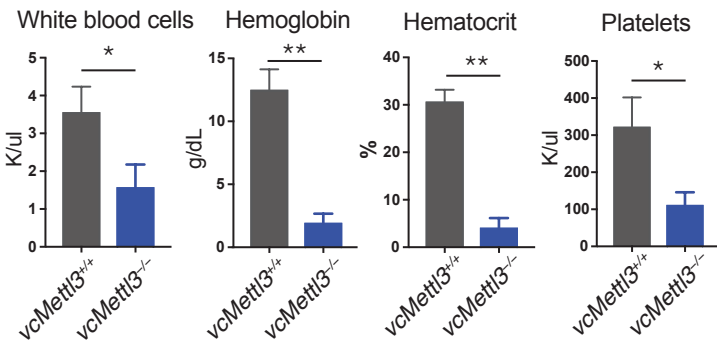 White blood cells
K/ul
5
4
3
2
1
0
*
vcMettl3+/+
vcMettl3−/−
Hemoglobin
g/dL
15
10
5
0
**
vcMettl3+/+
vcMettl3−/−
Hematocrit
%
40
30
20
10
0
**
vcMettl3+/+
vcMettl3−/−
Platelets
K/ul
500
400
300
200
100
0
*
vcMettl3+/+
vcMettl3−/−